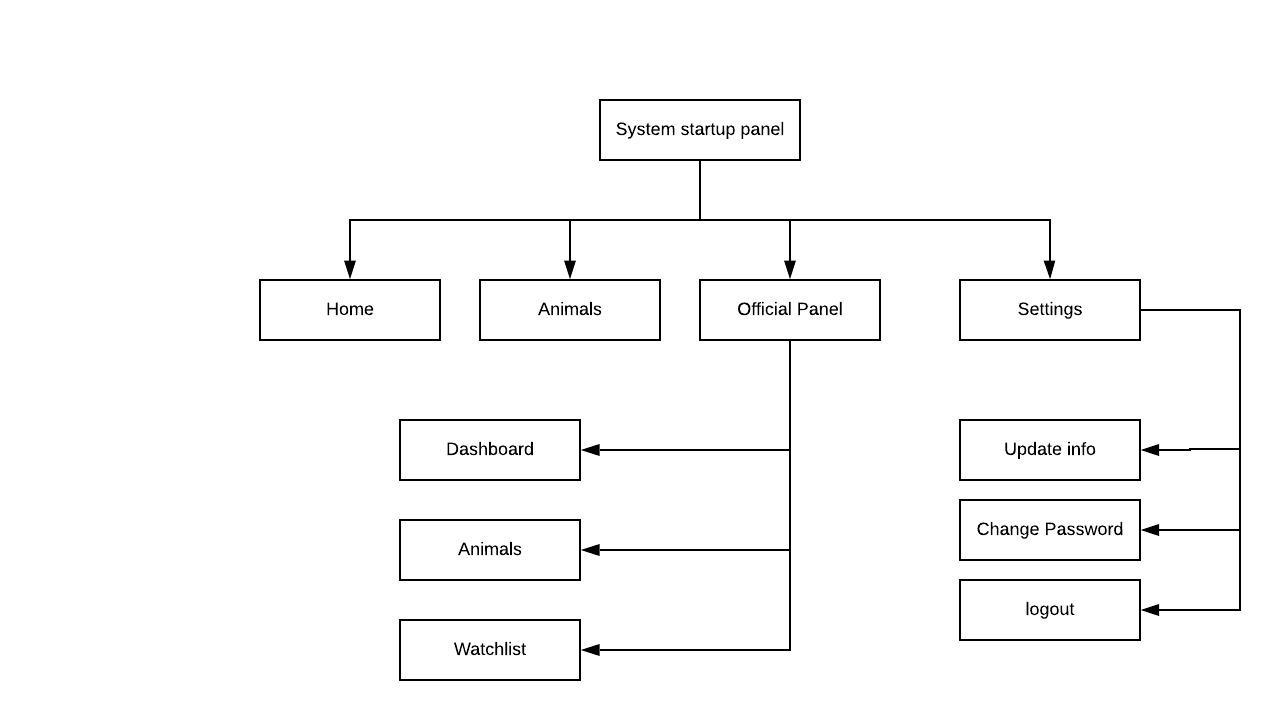 System startup panel
Home
Animals
Official Panel
Settings
Dashboard
Animals
Watchlist
Update info
Change Password
logout